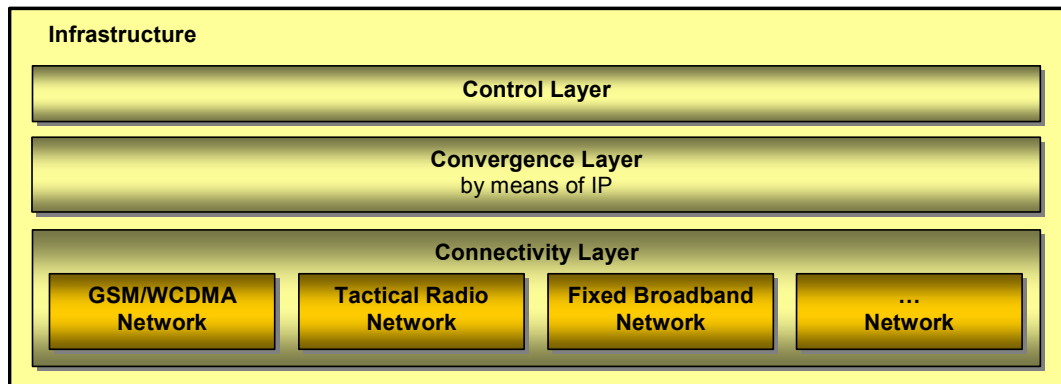 Infrastructure
Control Layer
Convergence Layer
by means of IP
Connectivity Layer
GSM/WCDMA
Network
Tactical Radio
Network
Fixed Broadband
Network
…
Network